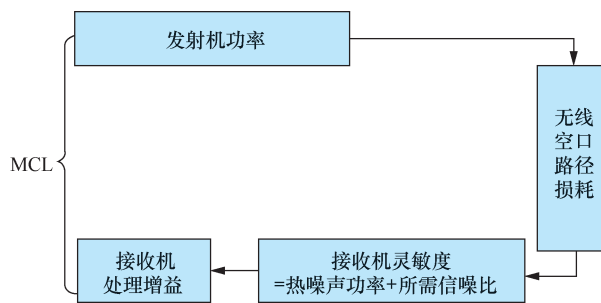 发射机功率
无线
空口
路径
损耗
MCL
接收机
处理增益
接收机灵敏度
=热噪声功率+所需信噪比